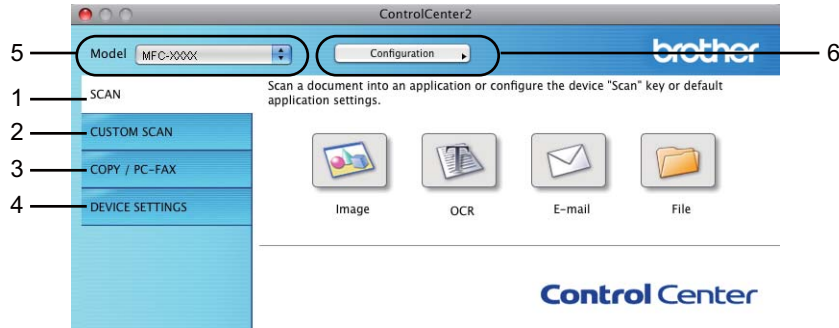 ControlCenter2
5 Model MFC-XXXX Configuration brother 6
Scan a document into an application or configure the device "Scan" key or default
application settings.
1 SCAN
2 CUSTOM SCAN
3 COPY / PC-FAX
4 DEVICE SETTINGS
Image OCR E-mail File
Control Center